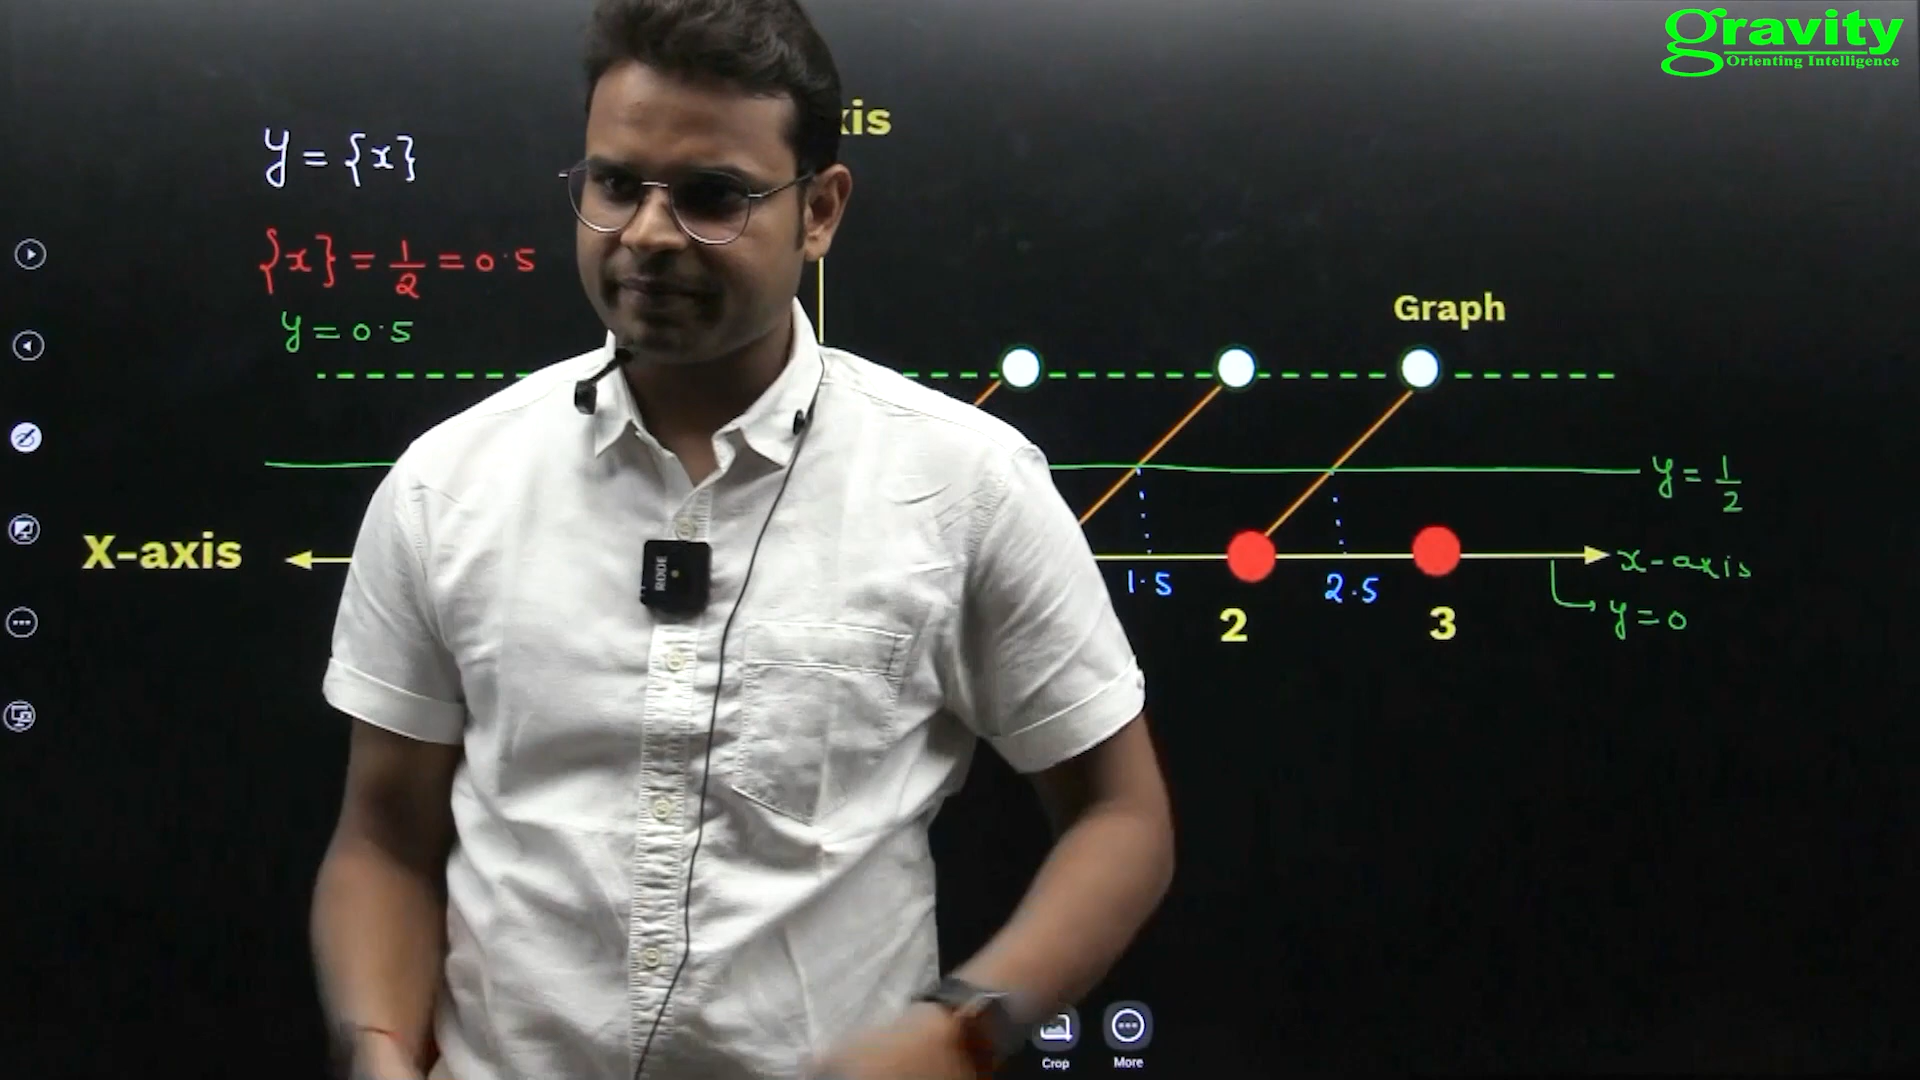 gravity
Orienting Intelligence
xis
y = {x}
{x} = 1/2 = 0.5
y = 0.5
Graph
y = 1/2
X-axis
x-axis
1.5
2.5
y = 0
2
3
RODE
Crop
More